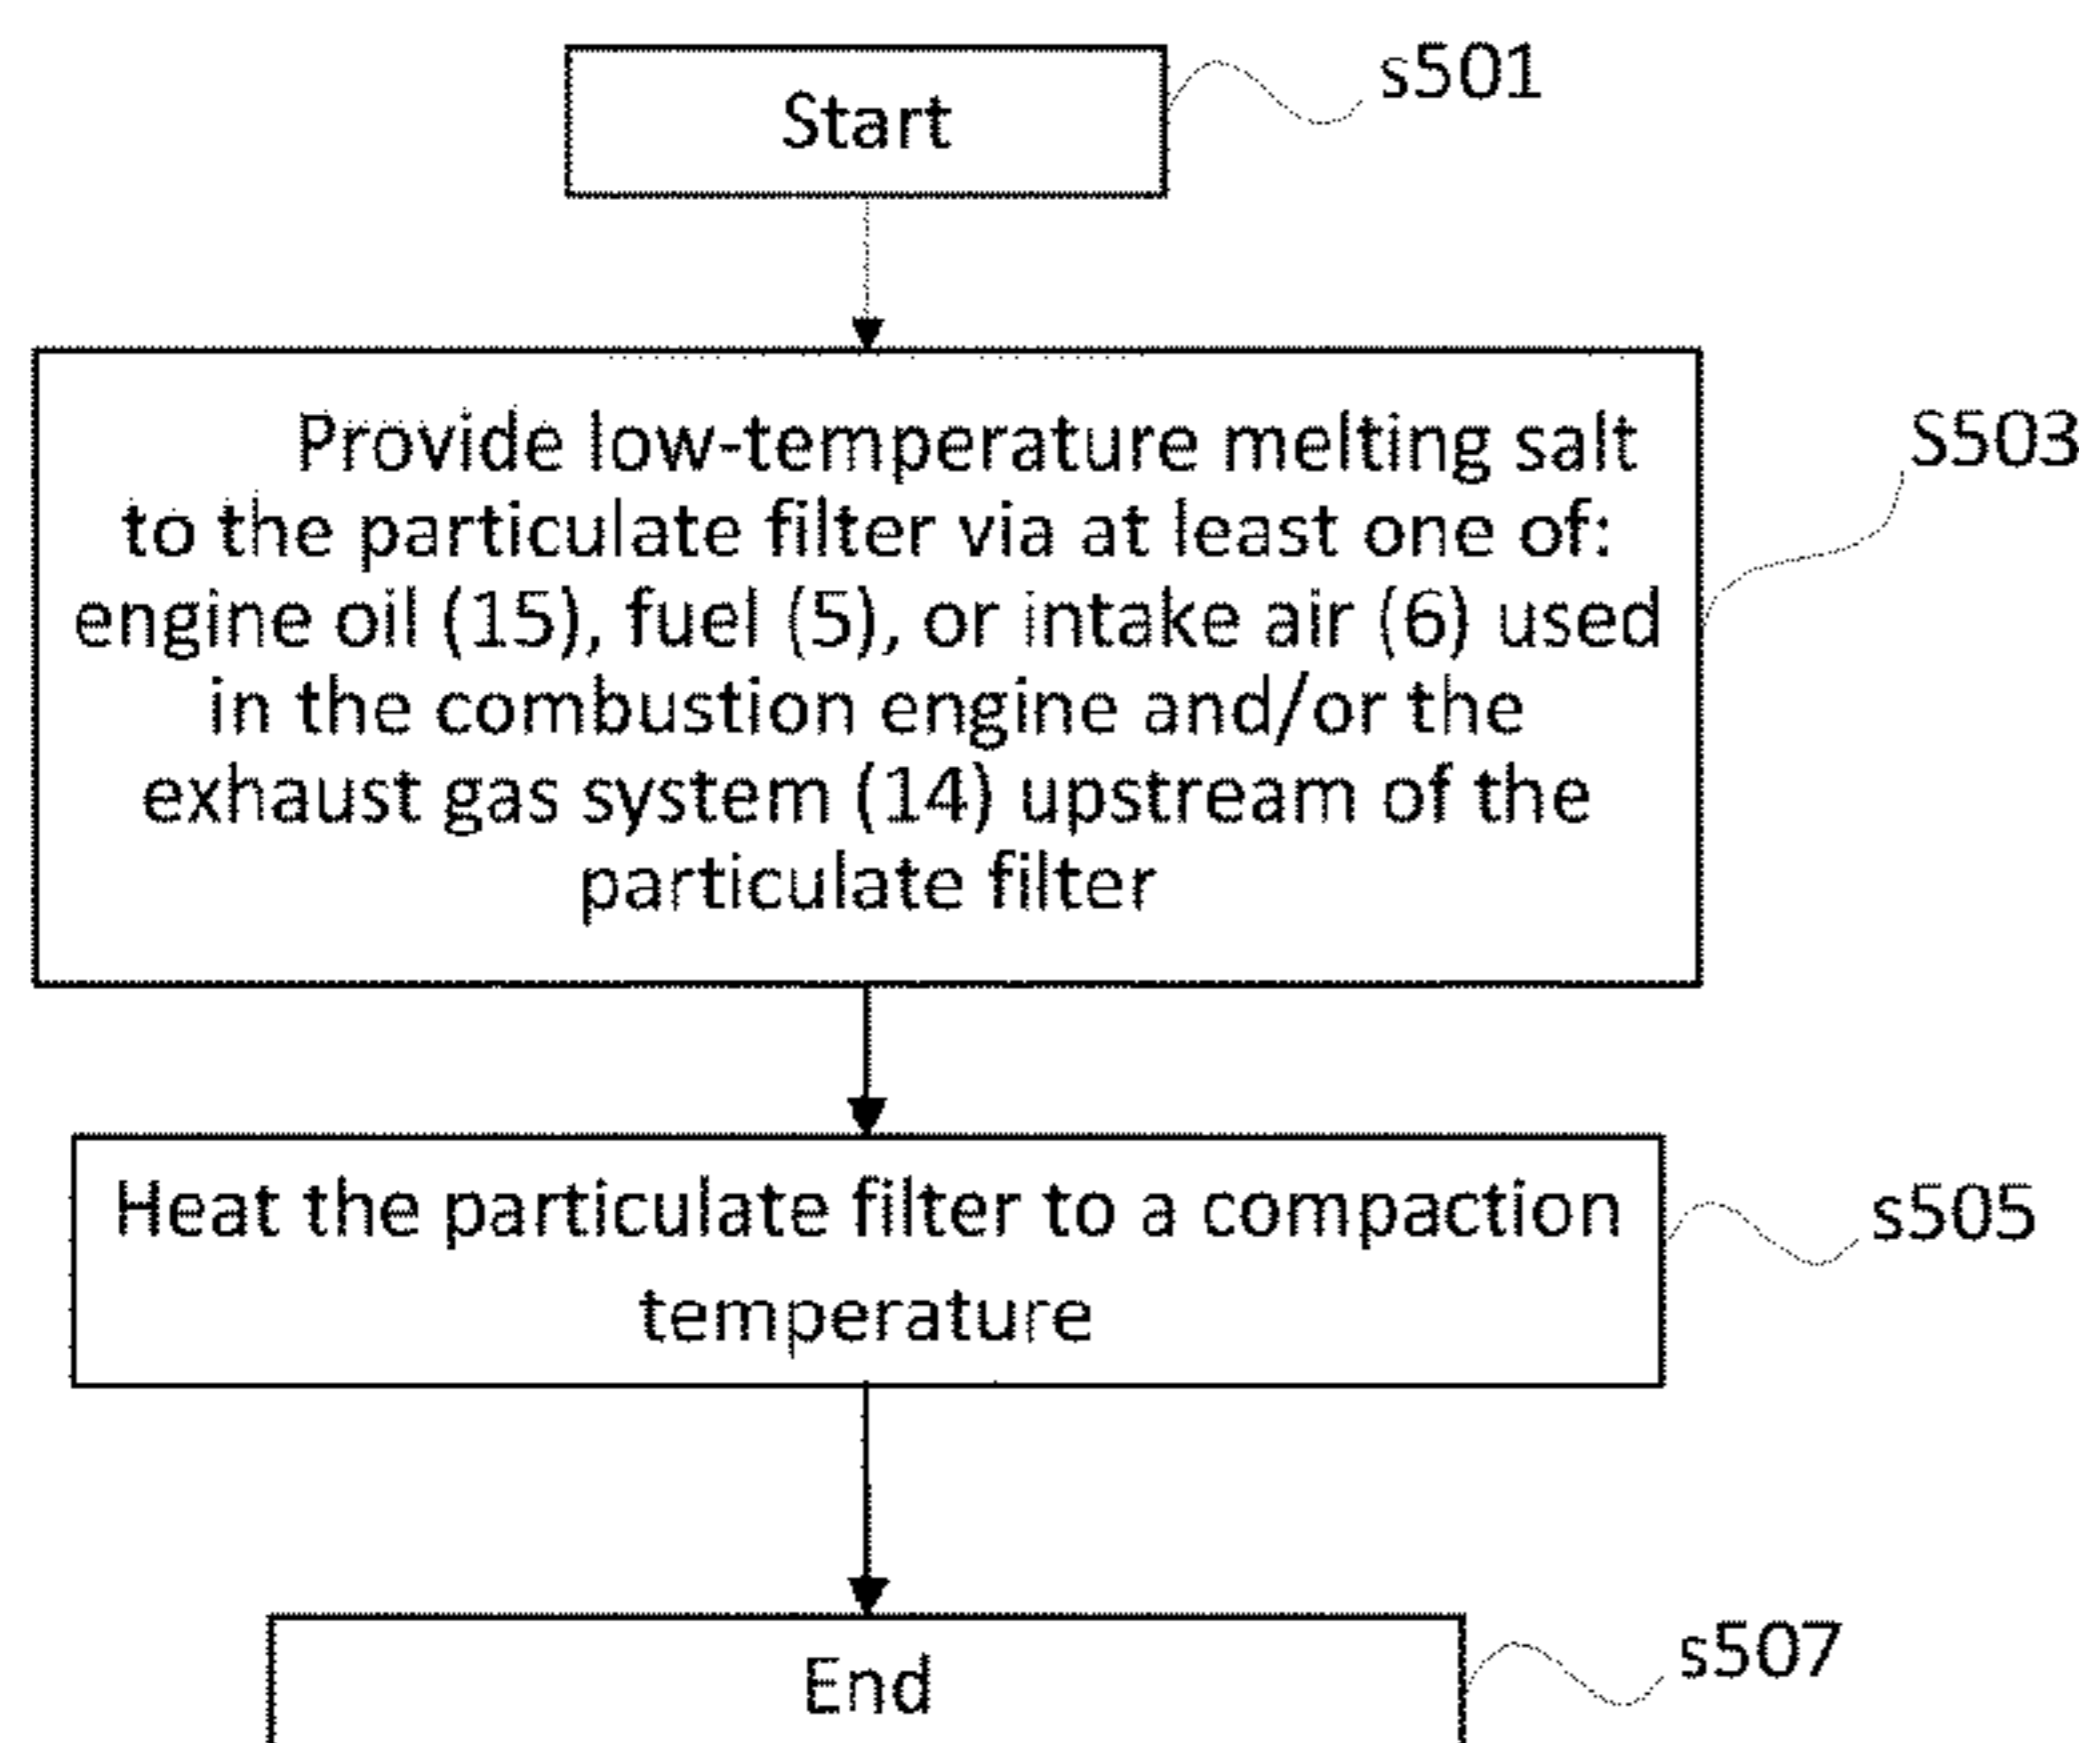 Start
s501
Provide low-temperature melting salt
S503
to the particulate filter via at least one of:
engine oil (15), fuel (5), or intake air (6) used
in the combustion engine and/or the
exhaust gas system (14) upstream of the
particulate filter
Heat the particulate filter to a compaction
s505
temperature
End
s507